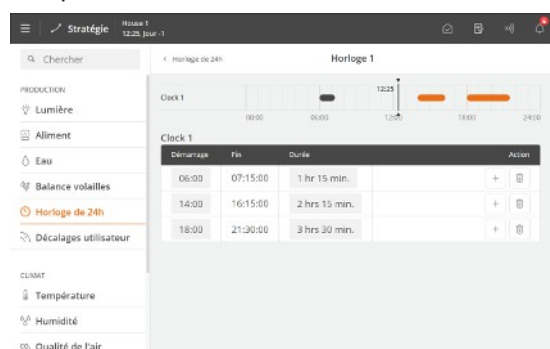 Stratégie
House 1
12:25, Jour -1
Chercher
Horloge de 24h
Horloge 1
PRODUCTION
Lumière
Aliment
Eau
Balance volailles
Horloge de 24h
Décalages utilisateur
CLIMAT
Température
Humidité
CO₂ Qualité de l'air
Clock 1
12:25
00:00 06:00 12:00 18:00 24:00
Clock 1
Démarrage Fin Durée Action
06:00 07:15:00 1 hr 15 min.
14:00 16:15:00 2 hrs 15 min.
18:00 21:30:00 3 hrs 30 min.